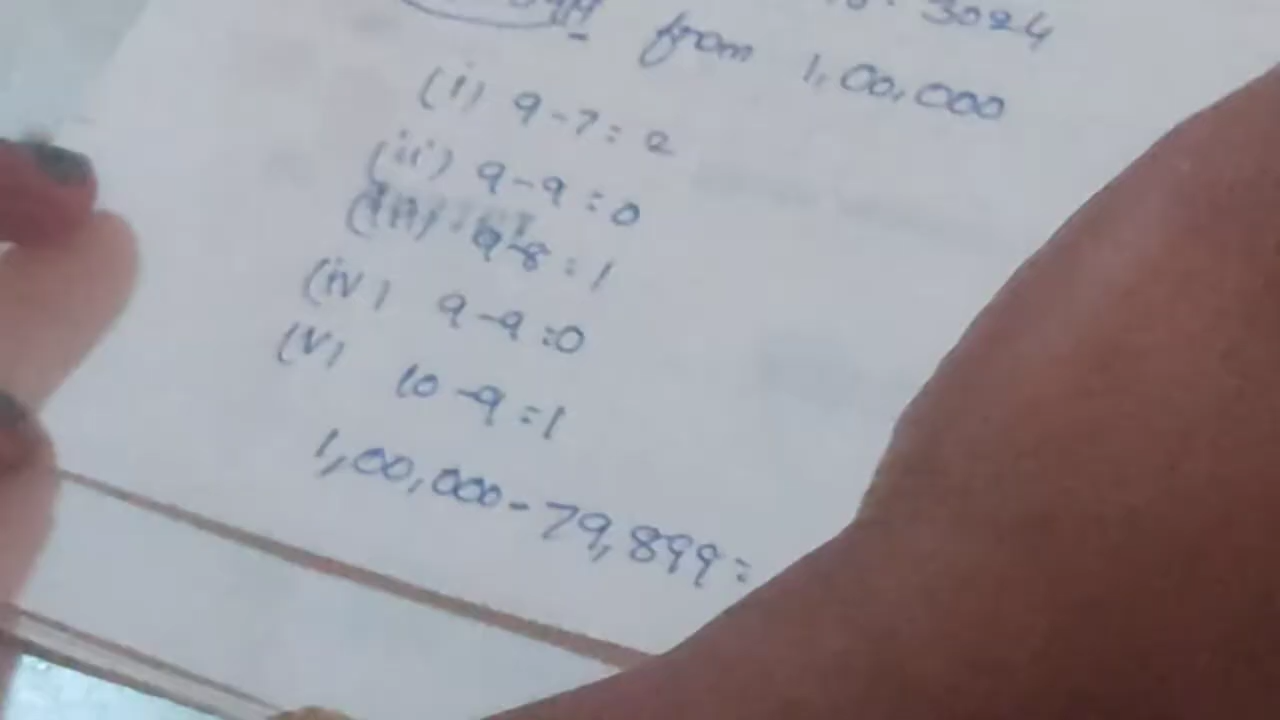 3024
from 1,00,000
(i) 9-7=2
(ii) 9-9=0
9-8=1
(iv) 9-9=0
(v) 10-9=1
1,00,000-79,899=